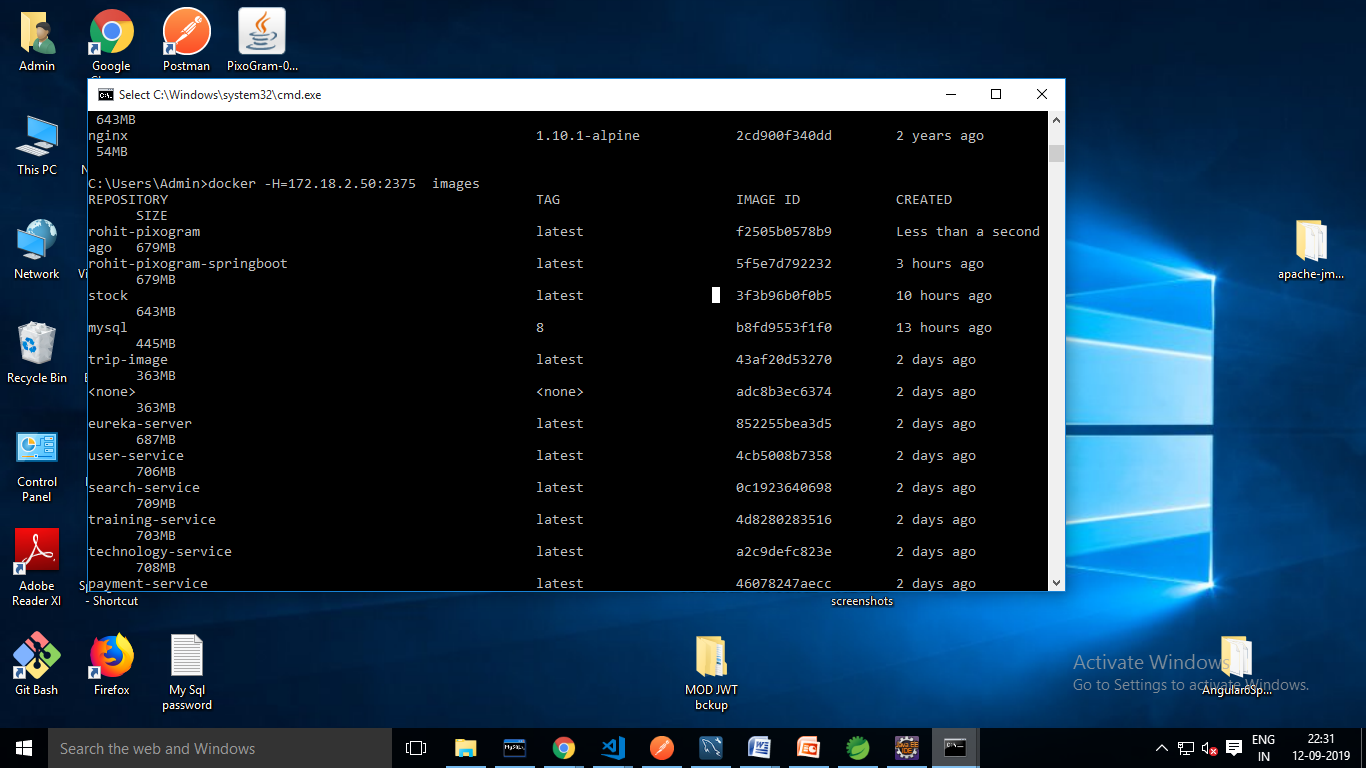 Admin
Google
Postman
PixoGram-0...
Select C:\Windows\system32\cmd.exe
643MB
nginx 1.10.1-alpine 2cd900f340dd 2 years ago
54MB
C:\Users\Admin>docker -H=172.18.2.50:2375  images
REPOSITORY TAG IMAGE ID CREATED
SIZE
rohit-pixogram latest f2505b0578b9 Less than a second
ago 679MB
rohit-pixogram-springboot latest 5f5e7d792232 3 hours ago
679MB
stock latest 3f3b96b0f0b5 10 hours ago
643MB
mysql 8 b8fd9553f1f0 13 hours ago
445MB
trip-image latest 43af20d53270 2 days ago
363MB
<none> <none> adc8b3ec6374 2 days ago
363MB
eureka-server latest 852255bea3d5 2 days ago
687MB
user-service latest 4cb5008b7358 2 days ago
706MB
search-service latest 0c1923640698 2 days ago
709MB
training-service latest 4d8280283516 2 days ago
703MB
technology-service latest a2c9defc823e 2 days ago
708MB
payment-service latest 46078247aecc 2 days ago
This PC
Network
Recycle Bin
Control
Panel
Adobe
Reader XI
- Shortcut
screenshots
apache-jm...
Git Bash
Firefox
My Sql
password
MOD JWT
bckup
Angular6Sp...
Activate Windows
Go to Settings to activate Windows.
Search the web and Windows
MySQL
JAVA EE
IDE
ENG
IN
22:31
12-09-2019